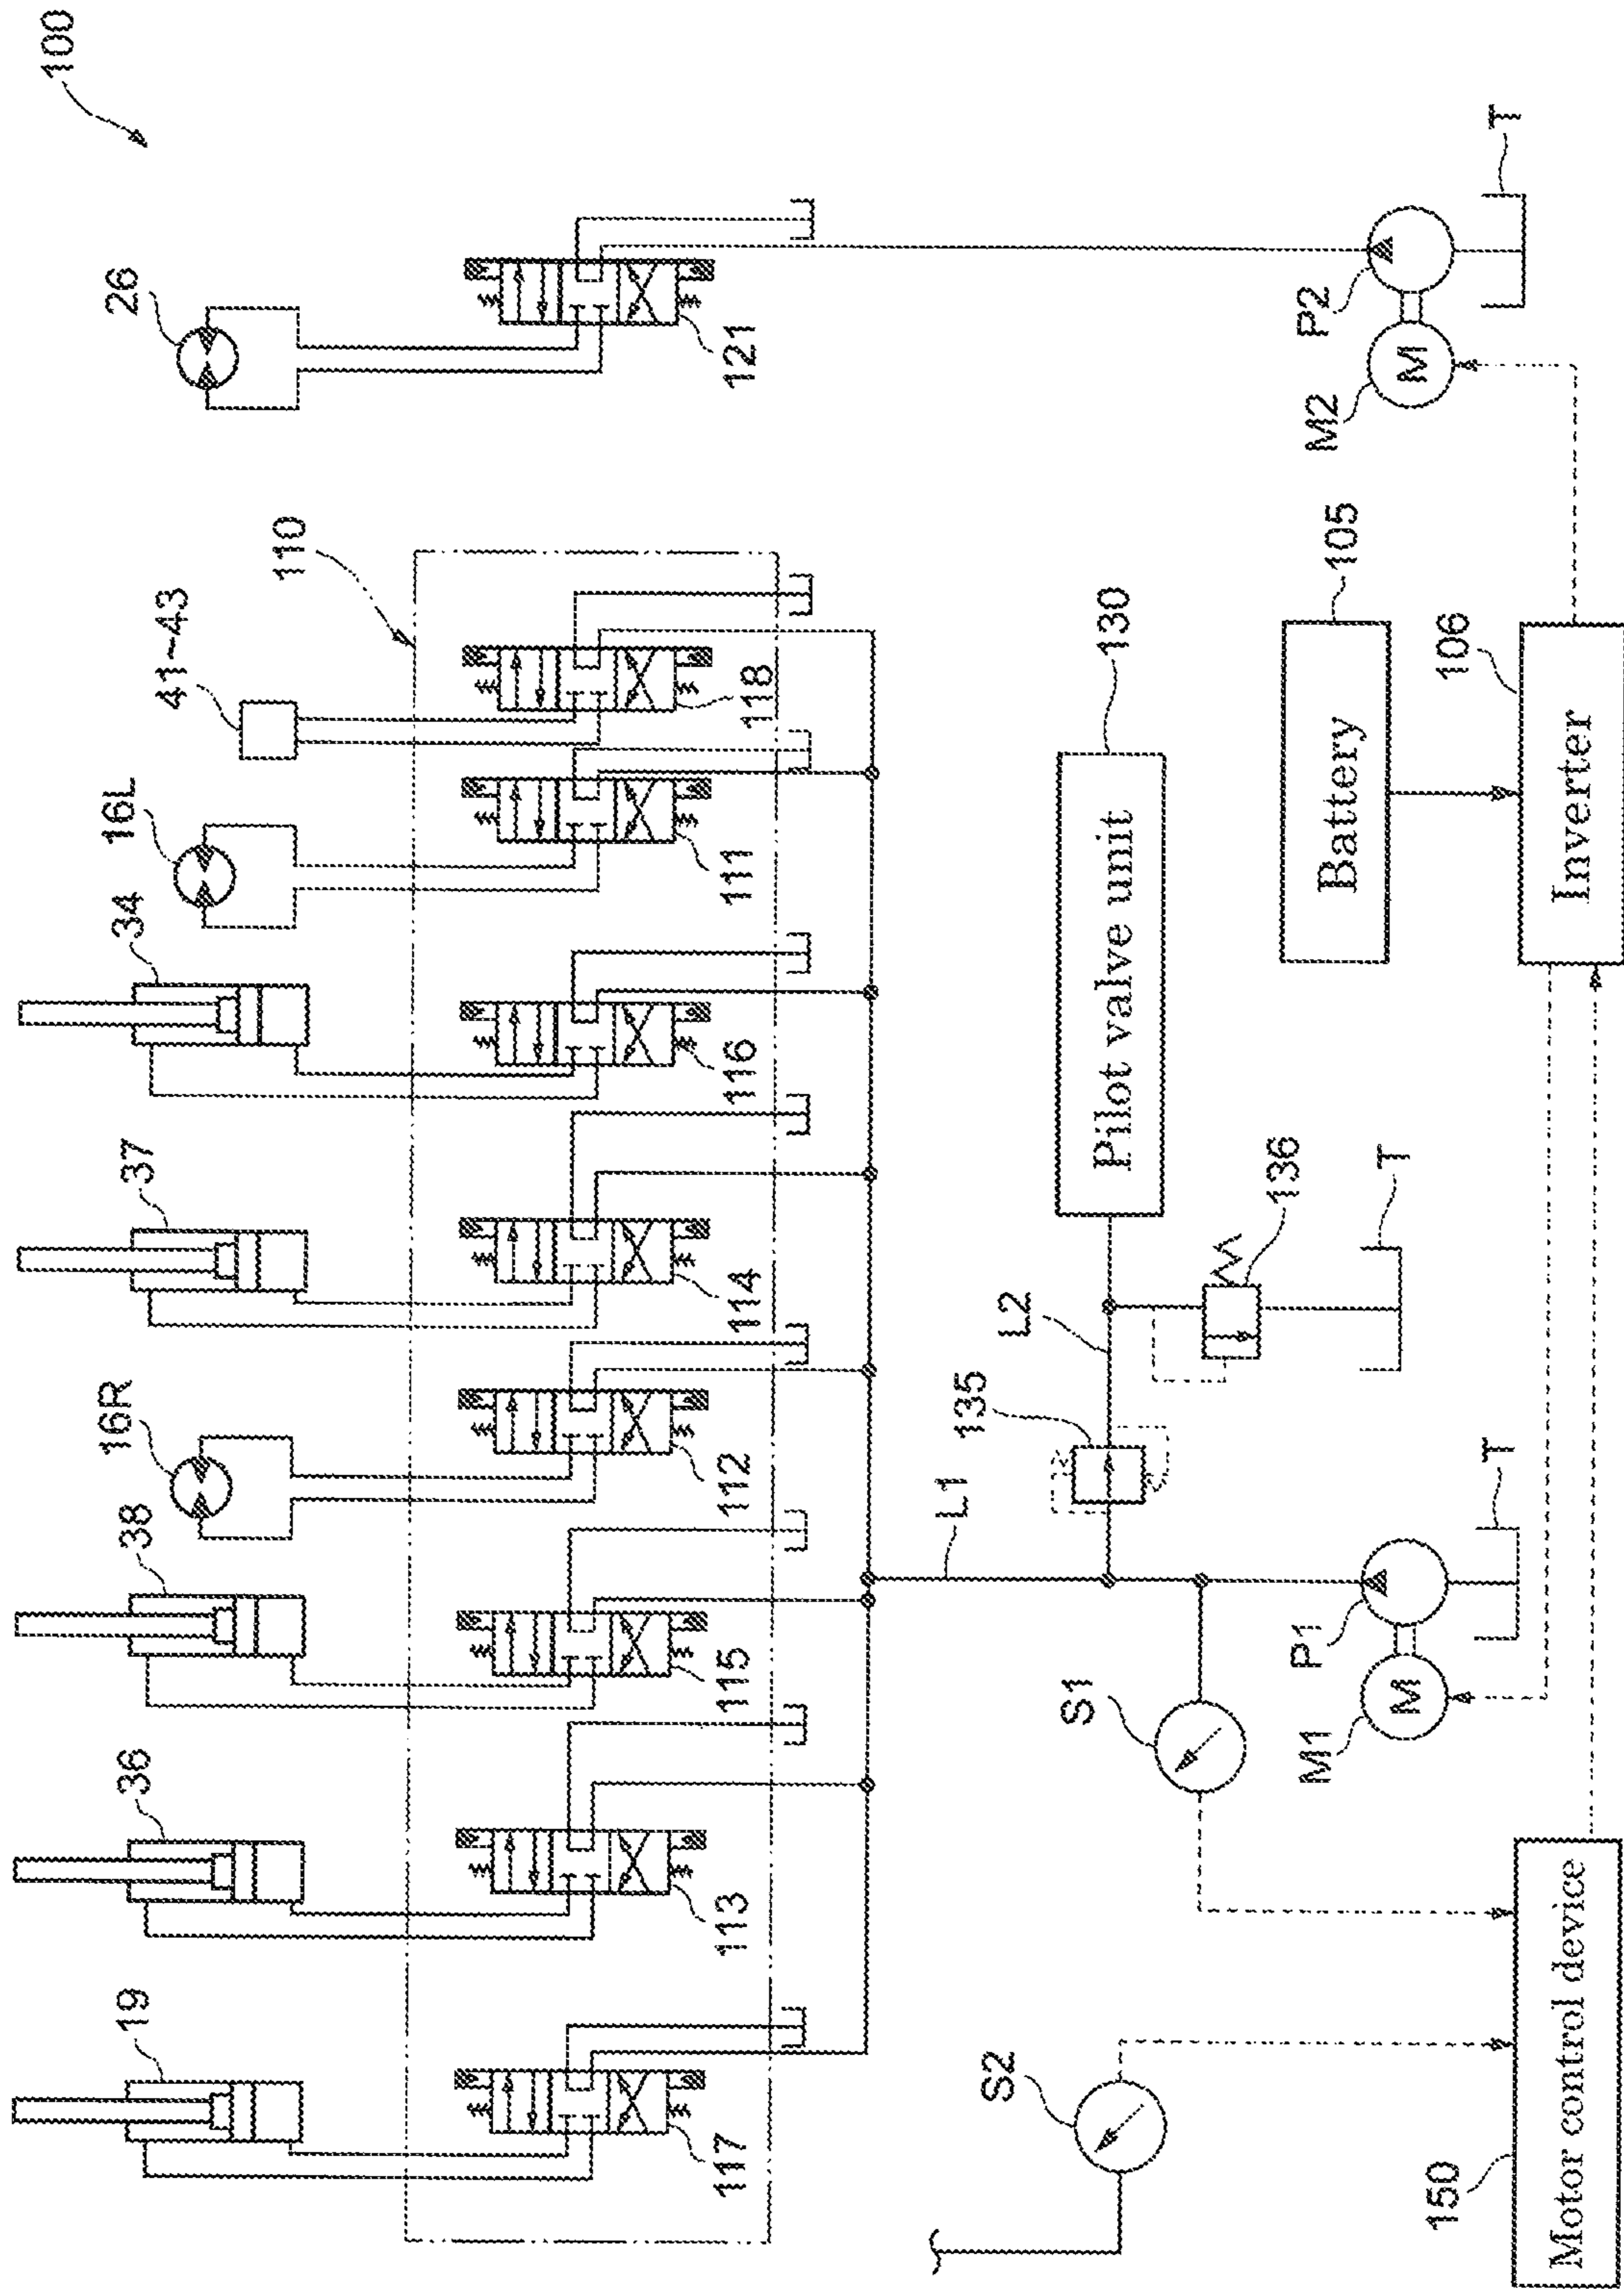 100
19
36
38
16R
37
34
16L
41~43
26
110
117
113
115
112
114
116
111
118
121
L1
L2
135
136
T
Pilot valve unit
130
S2
S1
M1
M
P1
T
Battery
105
M2
M
P2
T
150
Motor control device
Inverter
106